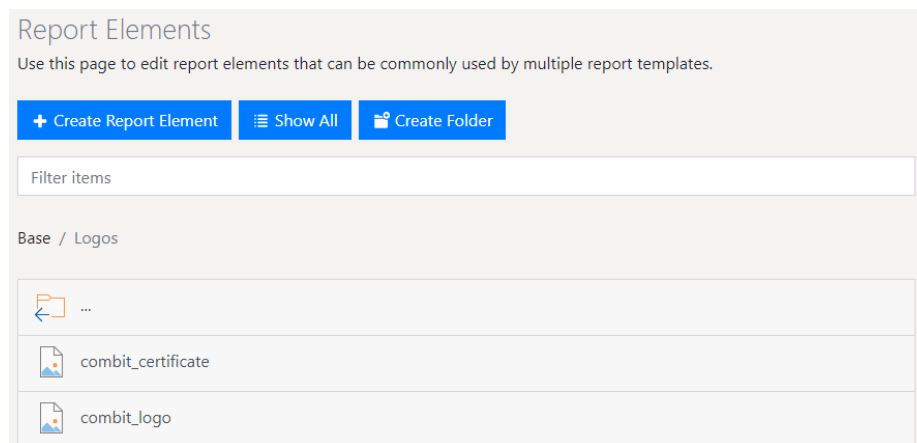 Report Elements
Use this page to edit report elements that can be commonly used by multiple report templates.
Create Report Element Show All Create Folder
Filter items
Base / Logos
...
combit_certificate
combit_logo